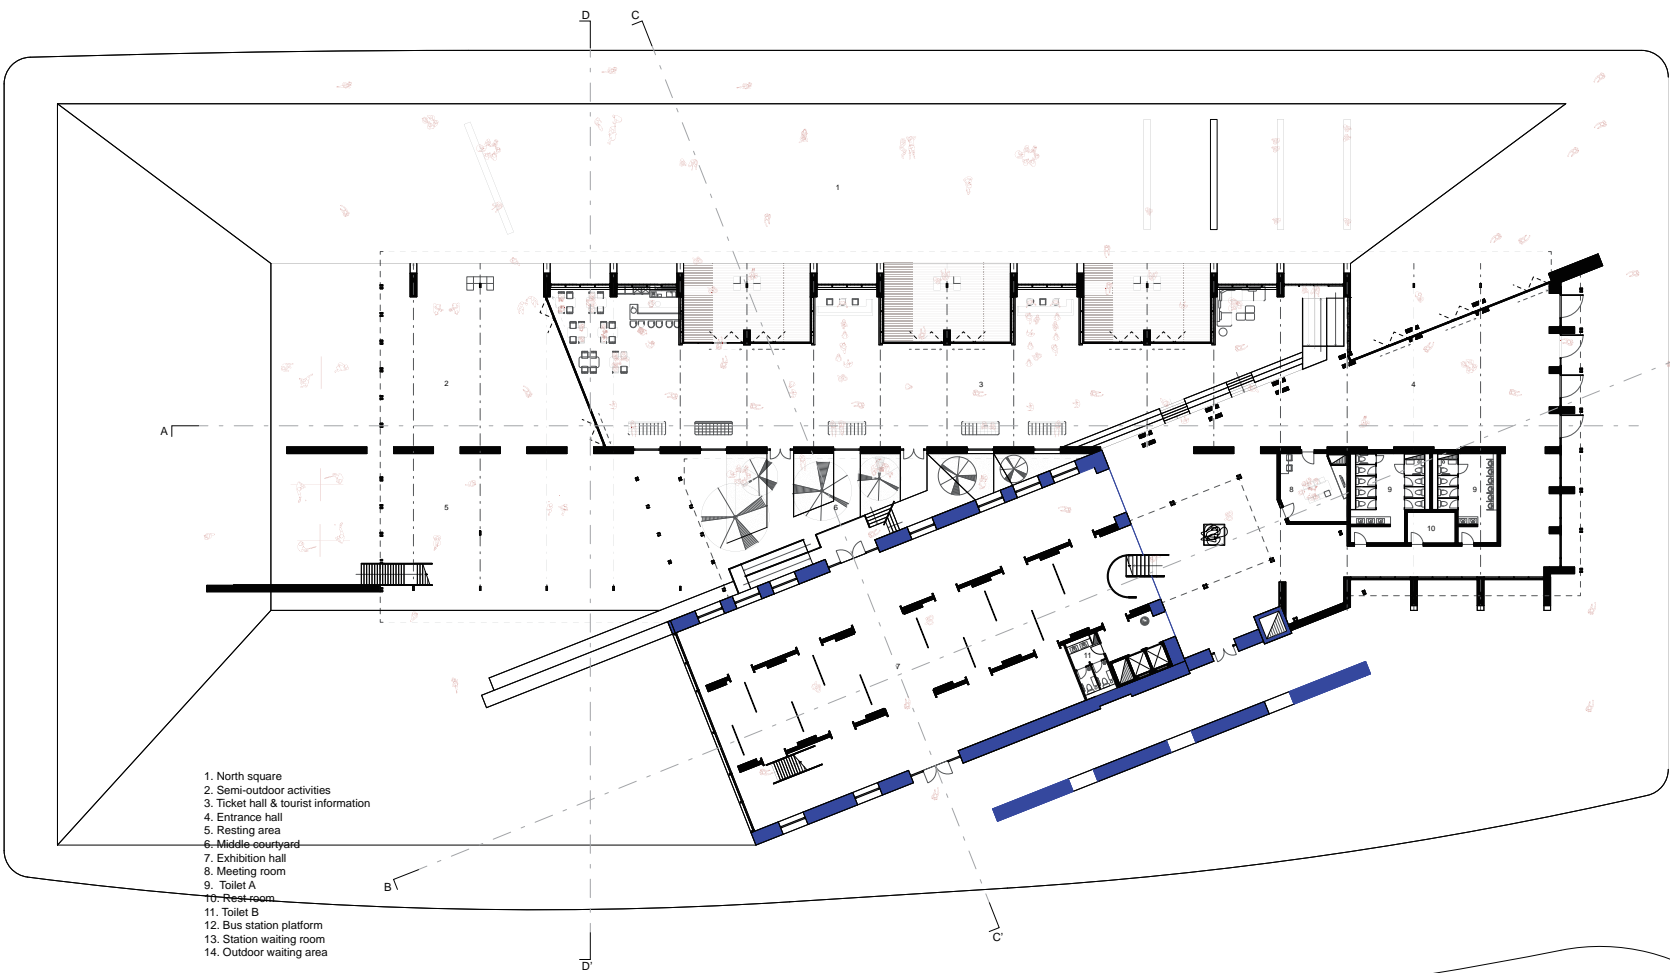 D
C
1
2
3
4
A
8
9
9
5
6
10
11
7
1. North square
2. Semi-outdoor activities
3. Ticket hall & tourist information
4. Entrance hall
5. Resting area
6. Middle courtyard
7. Exhibition hall
8. Meeting room
9. Toilet A
10. Rest room
11. Toilet B
12. Bus station platform
13. Station waiting room
14. Outdoor waiting area
B
C'
D'